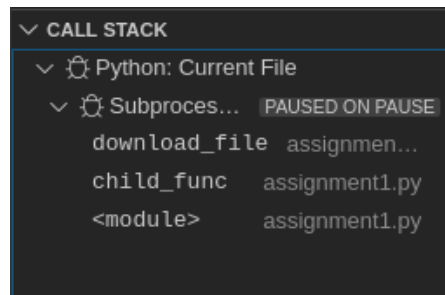 CALL STACK
Python: Current File
Subproces... PAUSED ON PAUSE
download_file assignmen...
child_func assignment1.py
<module> assignment1.py